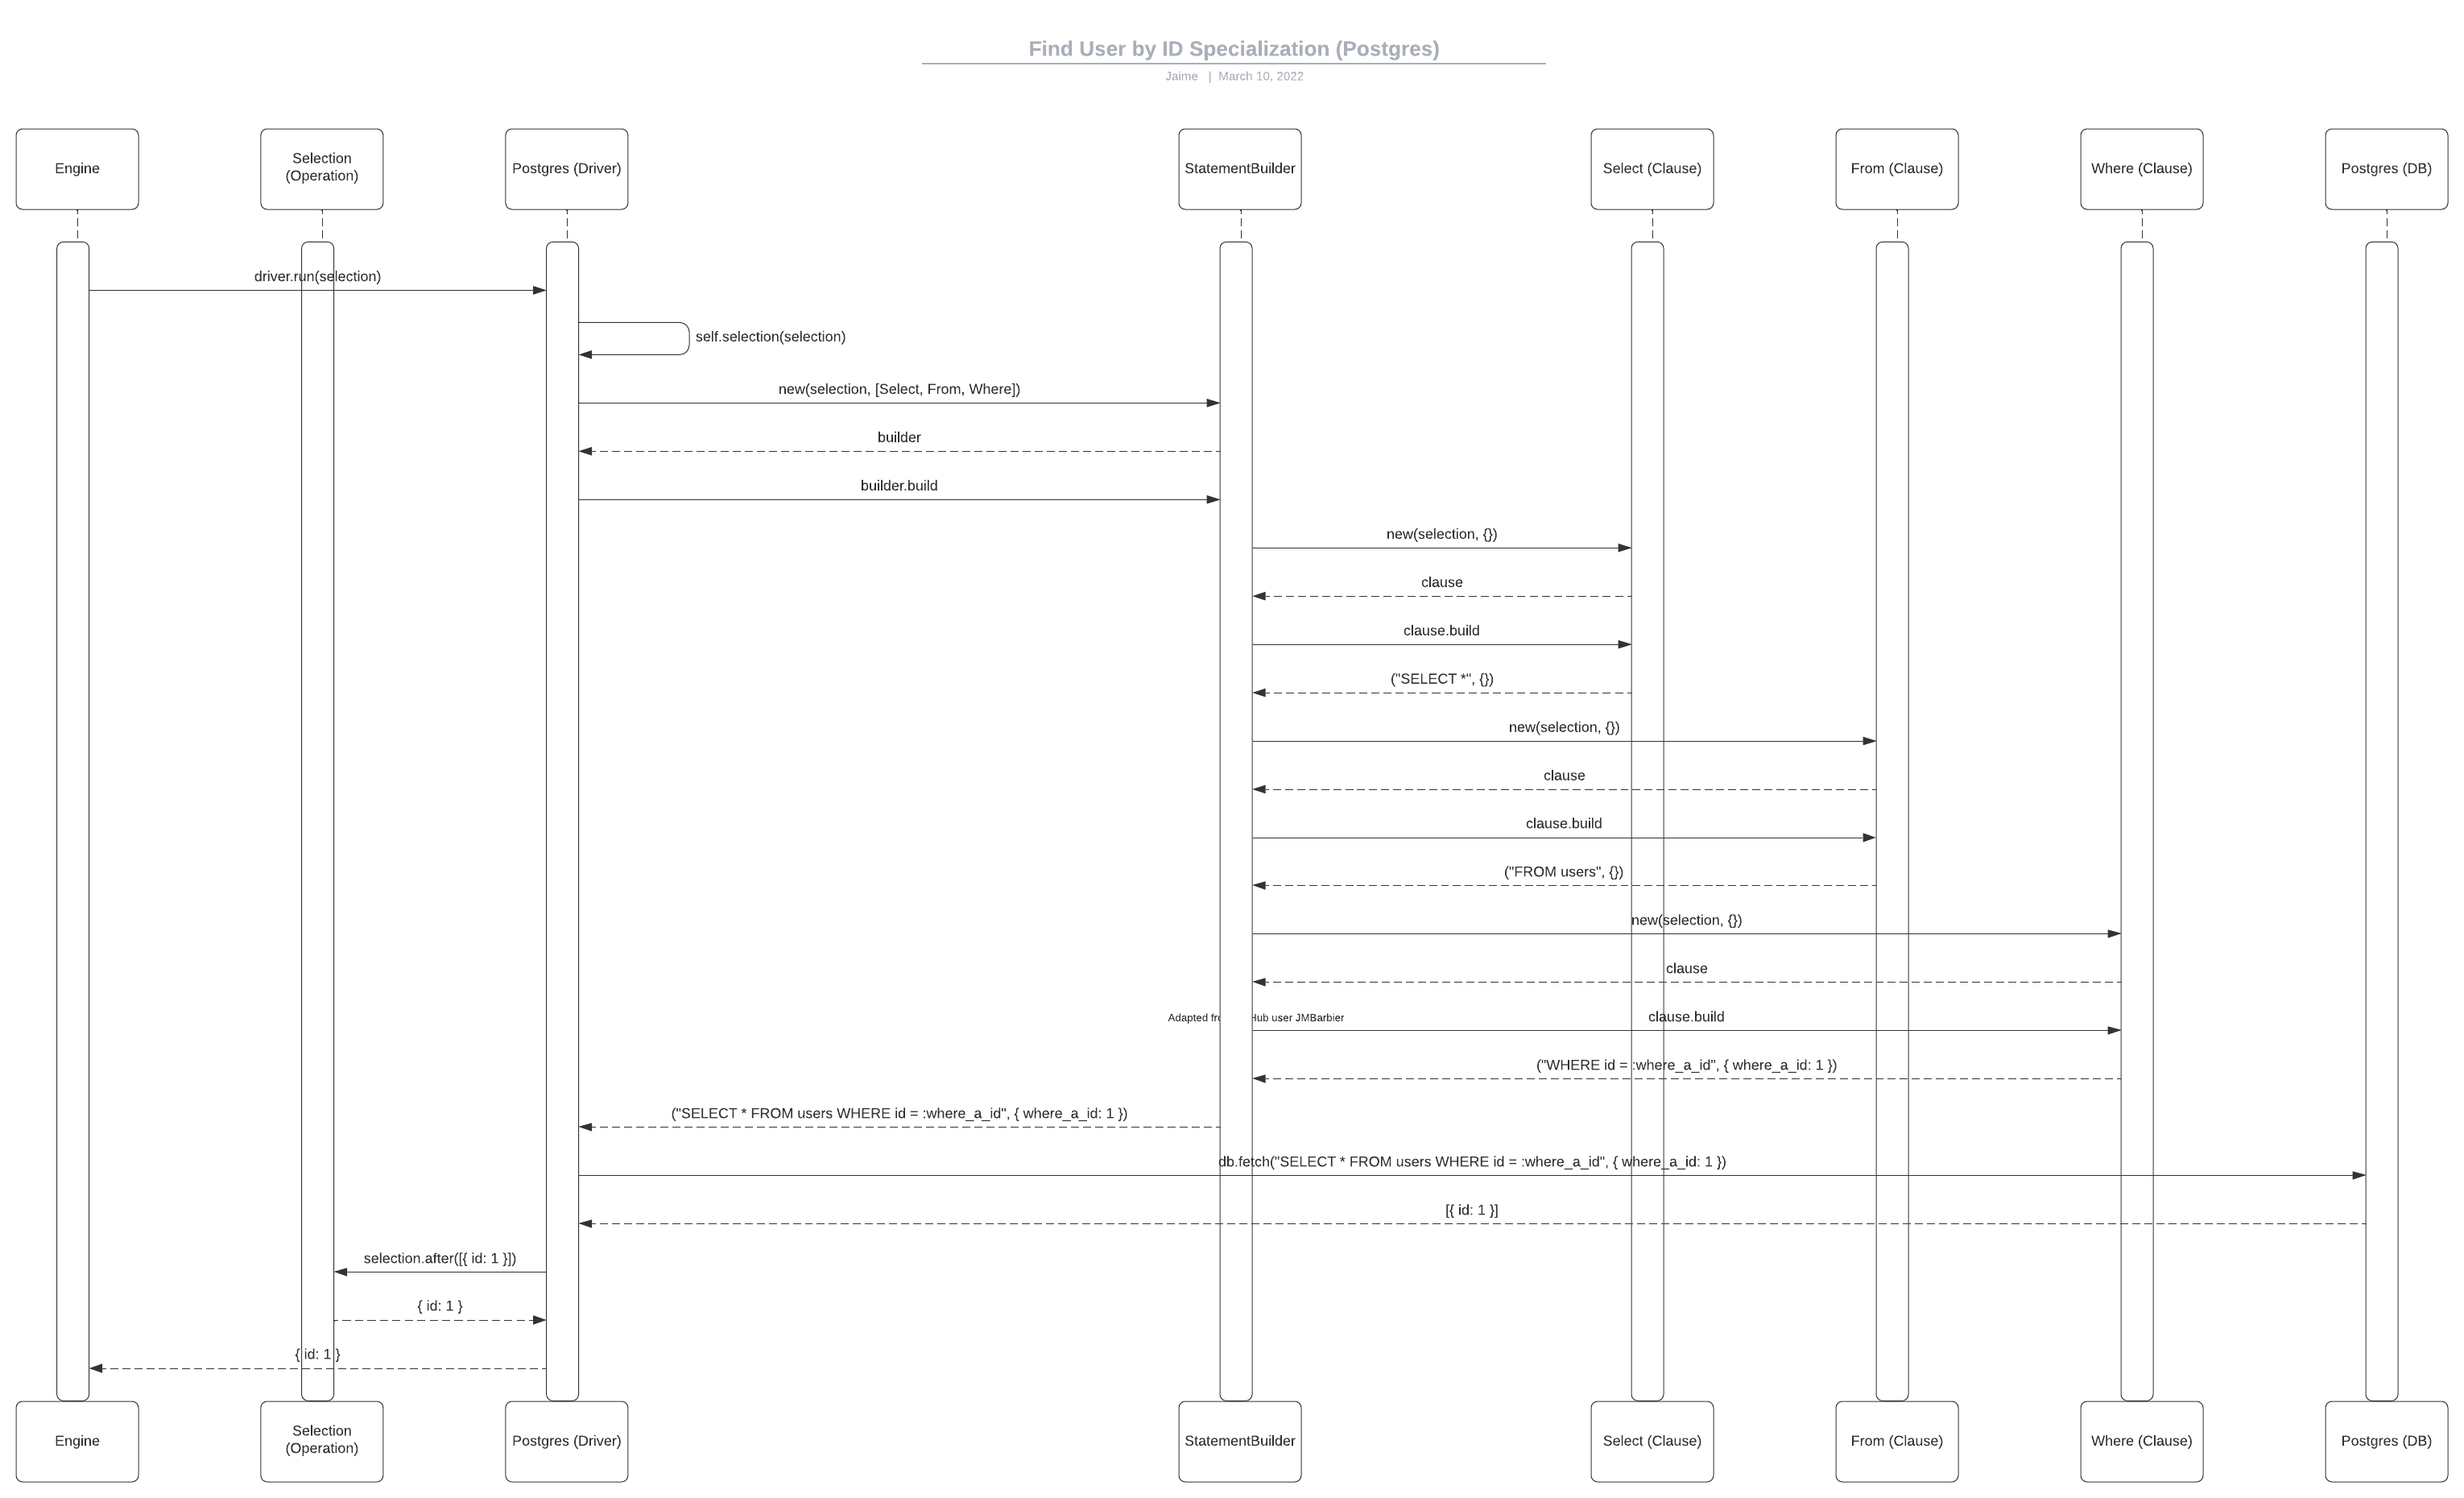 Find User by ID Specialization (Postgres)
Jaime | March 10, 2022
Engine
Selection
(Operation)
Postgres (Driver)
StatementBuilder
Select (Clause)
From (Clause)
Where (Clause)
Postgres (DB)
driver.run(selection)
self.selection(selection)
new(selection, [Select, From, Where])
builder
builder.build
new(selection, {})
clause
clause.build
("SELECT *", {})
new(selection, {})
clause
clause.build
("FROM users", {})
new(selection, {})
clause
Adapted user JMBarbier
clause.build
("WHERE id = :where_a_id", { where_a_id: 1 })
("SELECT * FROM users WHERE id = :where_a_id", { where_a_id: 1 })
db.fetch("SELECT * FROM users WHERE id = :where_a_id", { where_a_id: 1 })
[{ id: 1 }]
selection.after([{ id: 1 }])
{ id: 1 }
{ id: 1 }
Engine
Selection
(Operation)
Postgres (Driver)
StatementBuilder
Select (Clause)
From (Clause)
Where (Clause)
Postgres (DB)